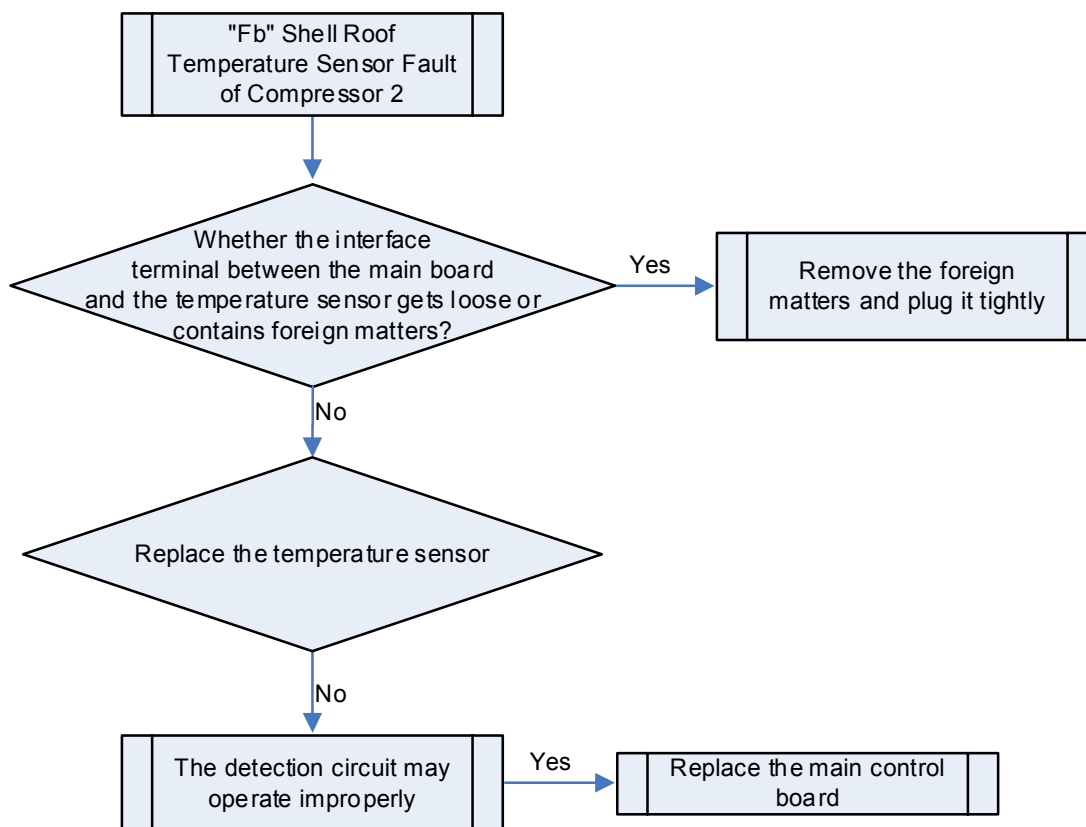 "Fb" Shell Roof
Temperature Sensor Fault
of Compressor 2
Whether the interface
terminal between the main board
and the temperature sensor gets loose or
contains foreign matters?
Yes
Remove the foreign
matters and plug it tightly
No
Replace the temperature sensor
No
The detection circuit may
operate improperly
Yes
Replace the main control
board